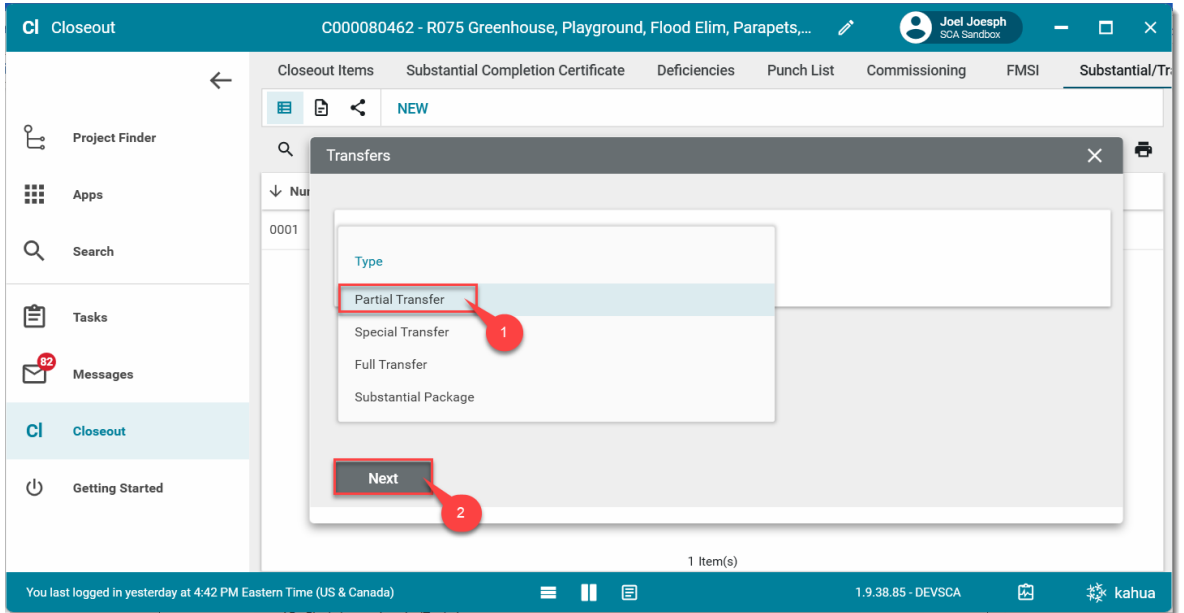 Cl Closeout
C000080462 - R075 Greenhouse, Playground, Flood Elim, Parapets,...
Joel Joesph
SCA Sandbox
Closeout Items Substantial Completion Certificate Deficiencies Punch List Commissioning FMSI Substantial/Tr
NEW
Project Finder
Apps
Search
Tasks
82
Messages
Cl Closeout
Getting Started
Transfers
Nu
0001
Type
Partial Transfer
1
Special Transfer
Full Transfer
Substantial Package
Next
2
1 Item(s)
You last logged in yesterday at 4:42 PM Eastern Time (US & Canada)
1.9.38.85 - DEVSCA
kahua